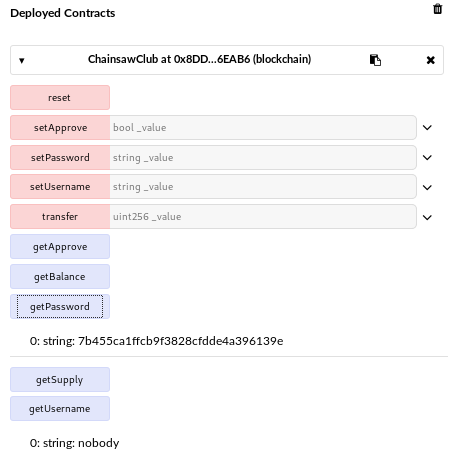 Deployed Contracts
ChainsawClub at 0x8DD...6EAB6 (blockchain)
reset
setApprove bool _value
setPassword string _value
setUsername string _value
transfer uint256 _value
getApprove
getBalance
getPassword
0: string: 7b455ca1ffcb9f3828cfdde4a396139e
getSupply
getUsername
0: string: nobody